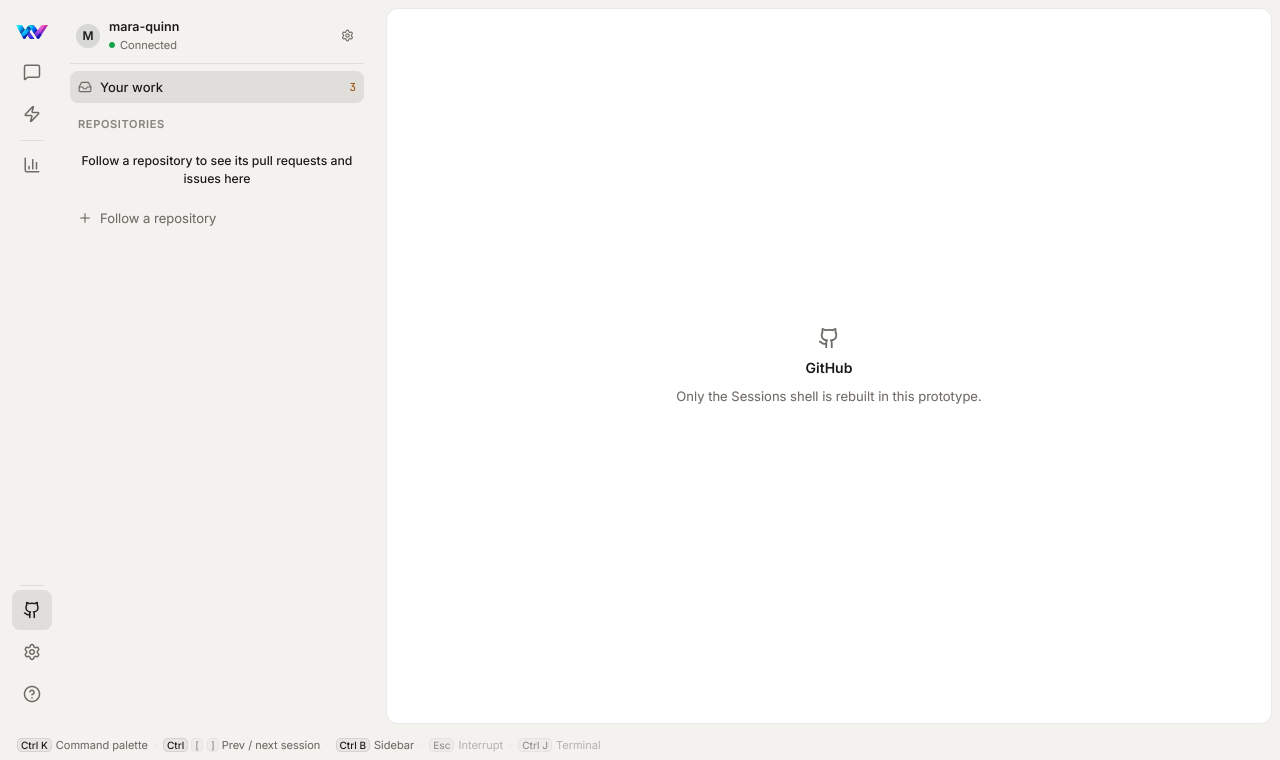 M
mara-quinn
Connected
Your work
3
REPOSITORIES
Follow a repository to see its pull requests and
issues here
Follow a repository
GitHub
Only the Sessions shell is rebuilt in this prototype.
Ctrl K Command palette · Ctrl [ ] Prev / next session · Ctrl B Sidebar · Esc Interrupt · Ctrl J Terminal